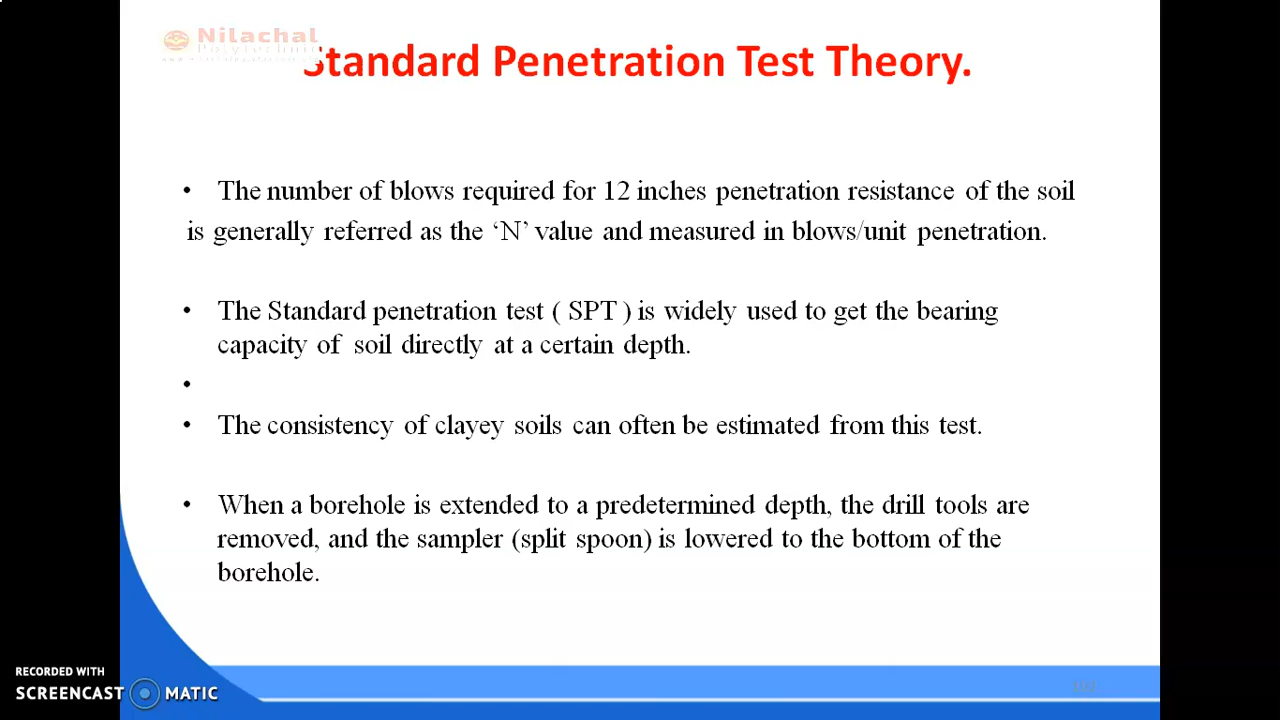 Nilachal
Polytechnic
Standard Penetration Test Theory.
• The number of blows required for 12 inches penetration resistance of the soil
is generally referred as the ‘N’ value and measured in blows/unit penetration.
• The Standard penetration test ( SPT ) is widely used to get the bearing
capacity of soil directly at a certain depth.
•
• The consistency of clayey soils can often be estimated from this test.
• When a borehole is extended to a predetermined depth, the drill tools are
removed, and the sampler (split spoon) is lowered to the bottom of the
borehole.
RECORDED WITH
SCREENCAST MATIC